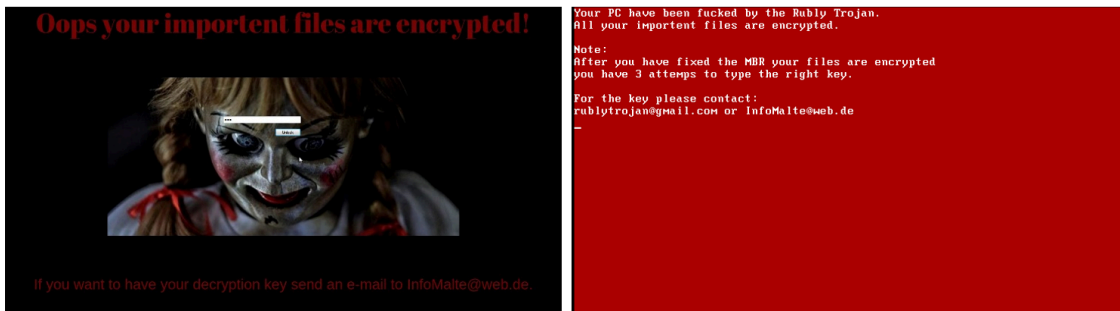 Oops your importent files are encrypted!
If you want to have your decryption key send an e-mail to InfoMalte@web.de.
Your PC have been fucked by the Rubly Trojan.
All your importent files are encrypted.
Note:
After you have fixed the MBR your files are encrypted
you have 3 attemps to type the right key.
For the key please contact:
rublytrojan@gmail.com or InfoMalte@web.de